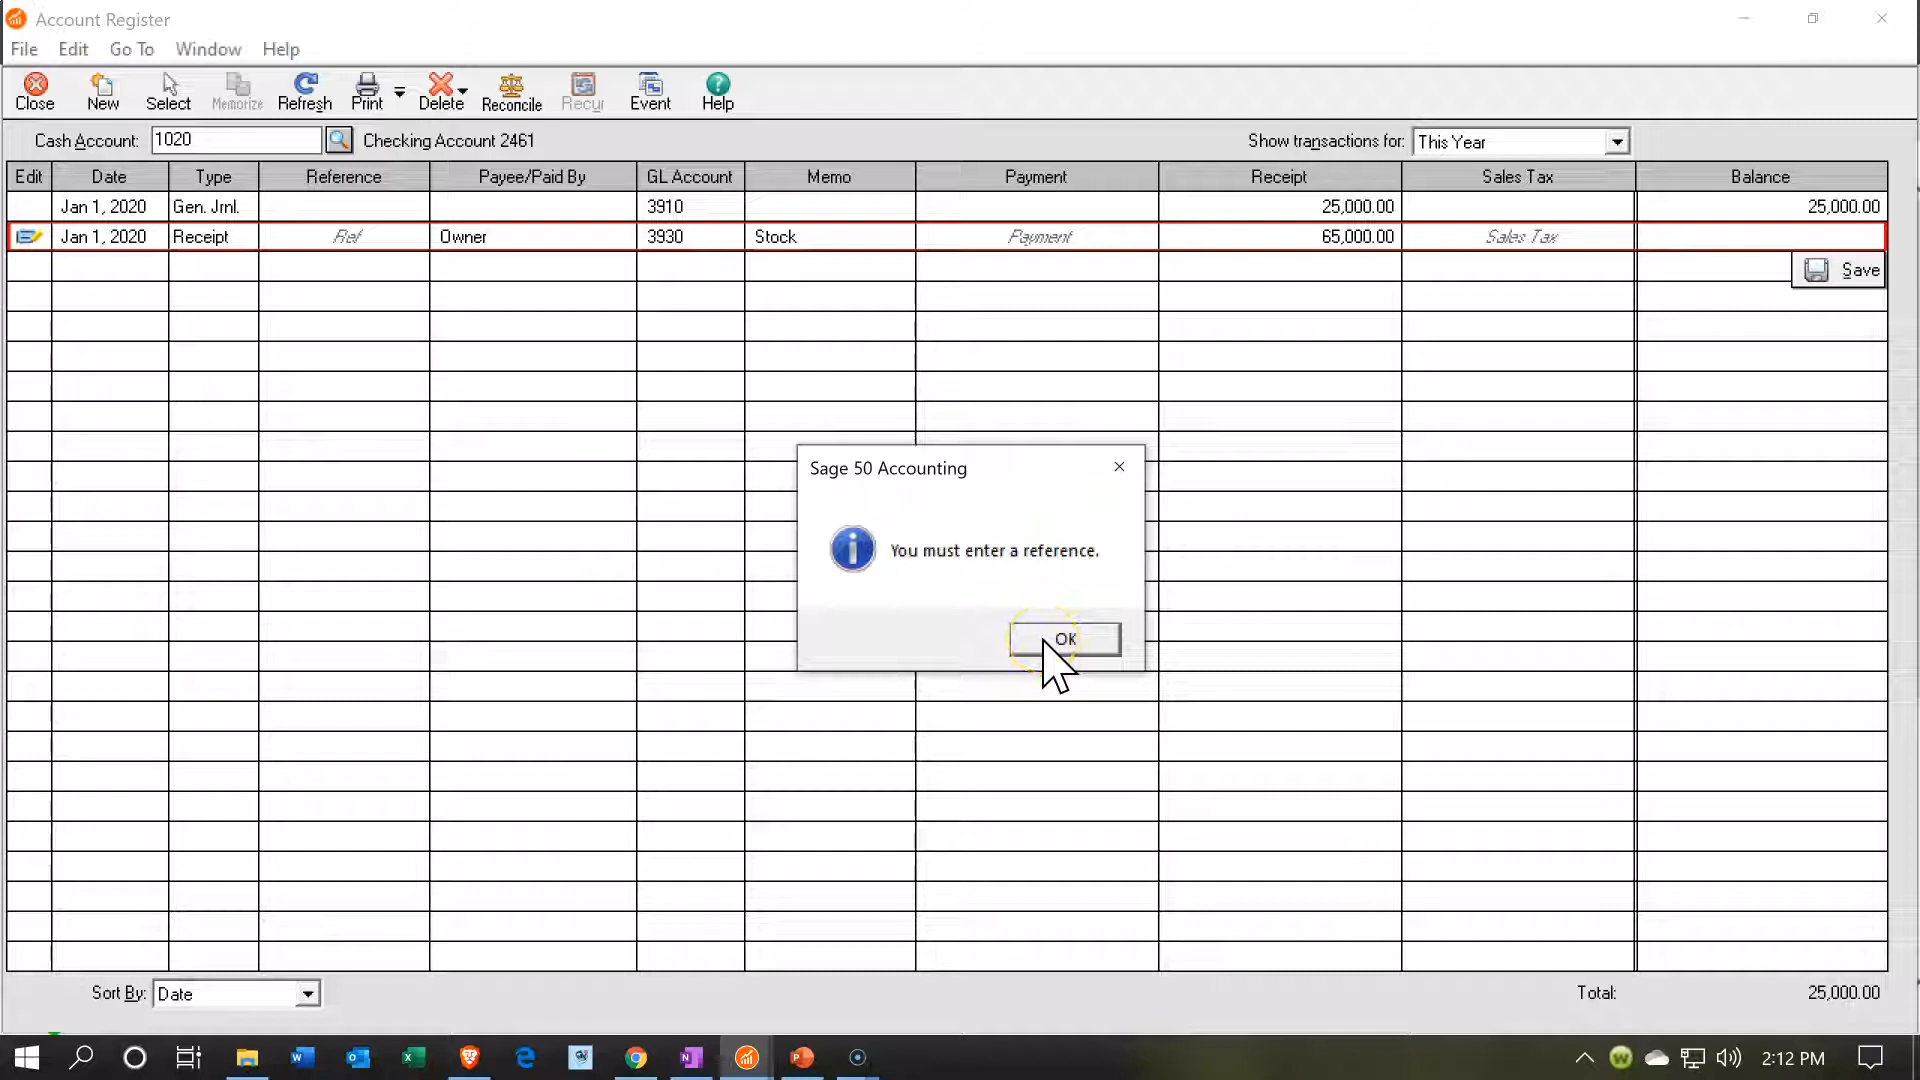 Account Register
File Edit Go To Window Help
Close New Select Memorize Refresh Print Delete Reconcile Recur Event Help
Cash Account: 1020 Checking Account 2461 Show transactions for: This Year
Edit Date Type Reference Payee/Paid By GL Account Memo Payment Receipt Sales Tax Balance
Jan 1, 2020 Gen. Jrnl. 3910 25,000.00 25,000.00
Jan 1, 2020 Receipt Ref Owner 3930 Stock Payment 65,000.00 Sales Tax
Save
Sage 50 Accounting
You must enter a reference.
OK
Sort By: Date Total: 25,000.00
2:12 PM